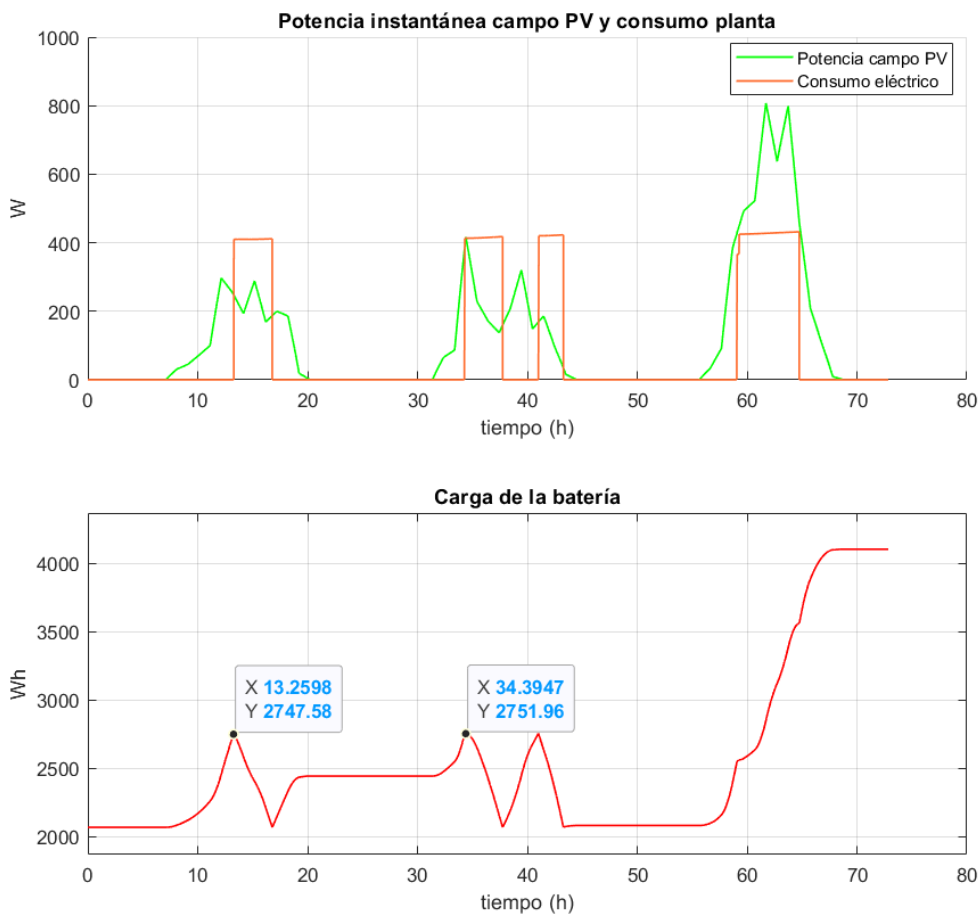 Potencia instantánea campo PV y consumo planta
1000
800
600
400
200
0
W
Potencia campo PV
Consumo eléctrico
0 10 20 30 40 50 60 70 80
tiempo (h)
Carga de la batería
4000
3500
3000
2500
2000
Wh
X 13.2598
Y 2747.58
X 34.3947
Y 2751.96
0 10 20 30 40 50 60 70 80
tiempo (h)